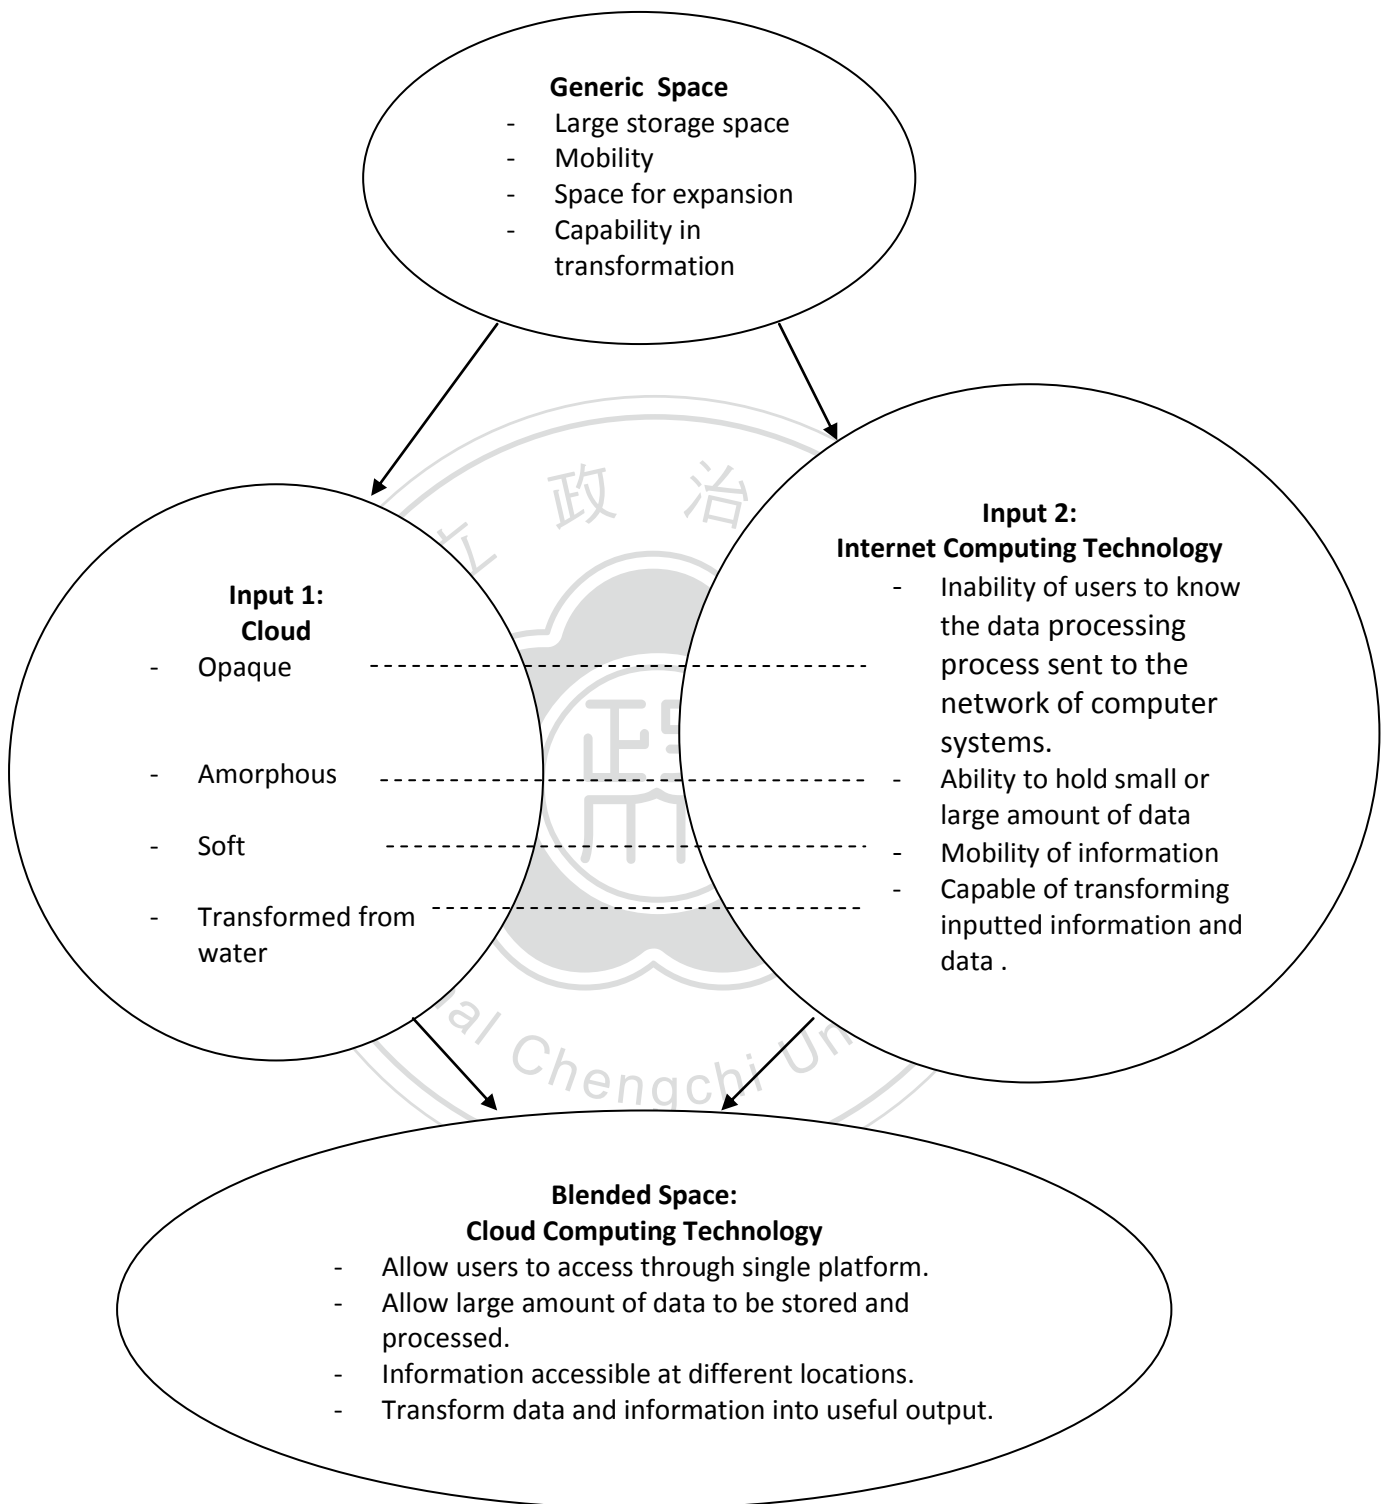 Generic Space
- Large storage space
- Mobility
- Space for expansion
- Capability in
transformation
政 治
立
Input 1:
Cloud
- Opaque
- Amorphous
- Soft
- Transformed from
water
Input 2:
Internet Computing Technology
- Inability of users to know
the data processing
process sent to the
network of computer
systems.
- Ability to hold small or
large amount of data
- Mobility of information
- Capable of transforming
inputted information and
data .
Chengchi
Blended Space:
Cloud Computing Technology
- Allow users to access through single platform.
- Allow large amount of data to be stored and
processed.
- Information accessible at different locations.
- Transform data and information into useful output.